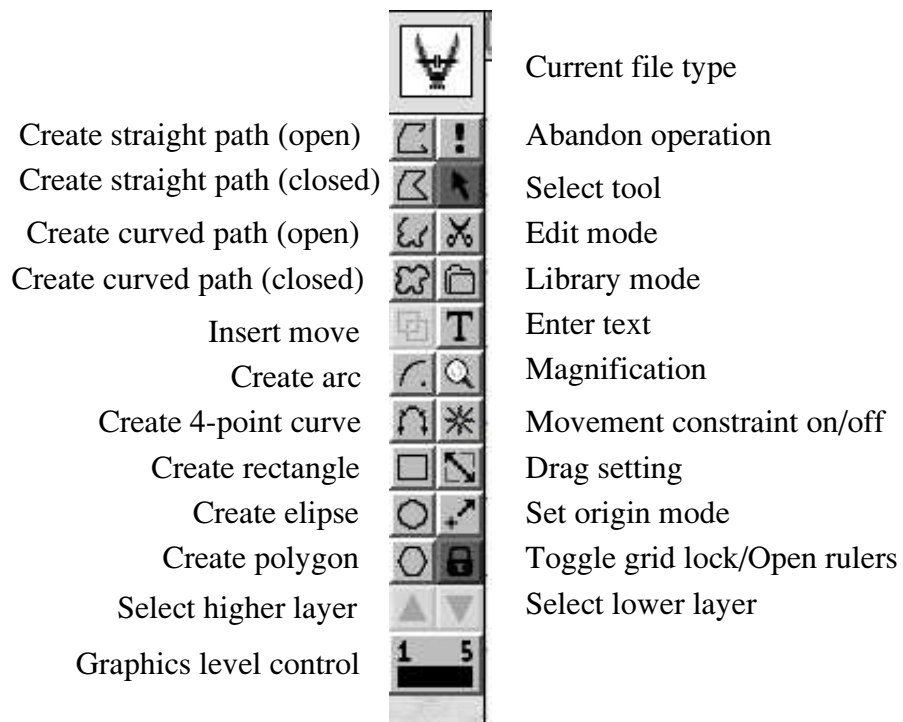 Current file type
Create straight path (open)
Abandon operation
Create straight path (closed)
Select tool
Create curved path (open)
Edit mode
Create curved path (closed)
Library mode
Insert move
T
Enter text
Create arc
Magnification
Create 4-point curve
Movement constraint on/off
Create rectangle
Drag setting
Create elipse
Set origin mode
Create polygon
Toggle grid lock/Open rulers
Select higher layer
Select lower layer
Graphics level control
1 5